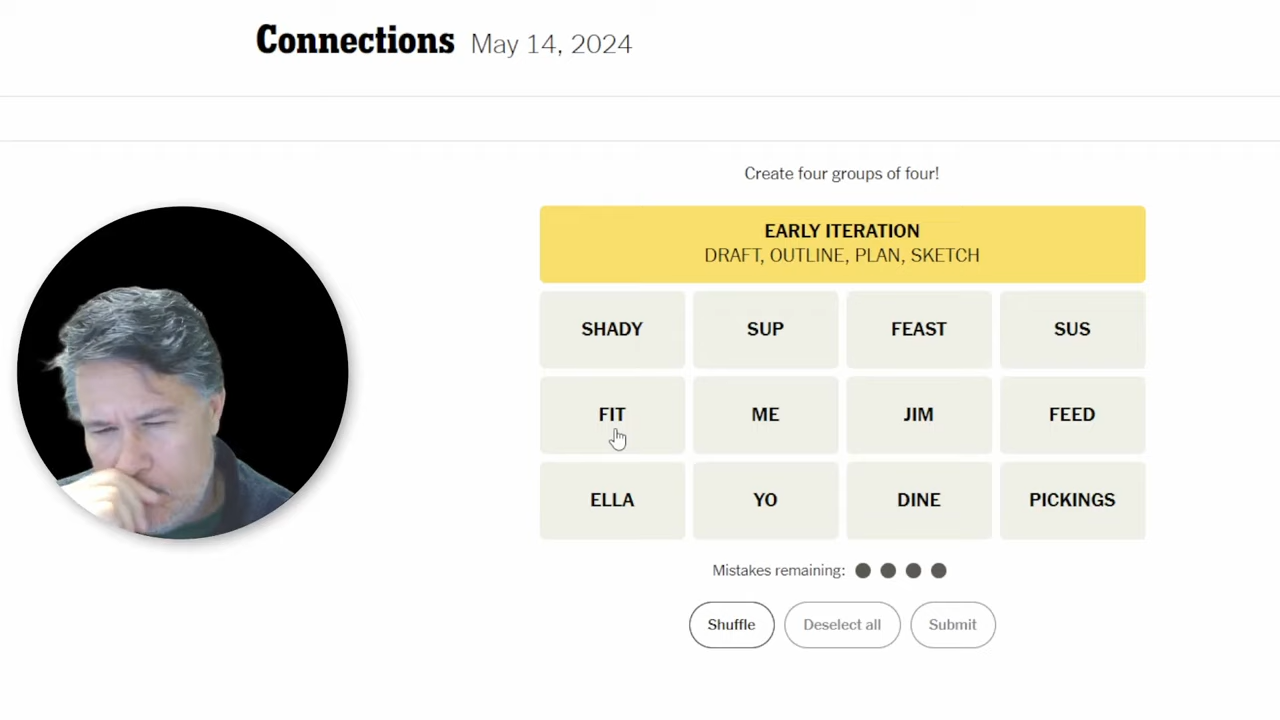 Connections May 14, 2024
Create four groups of four!
EARLY ITERATION
DRAFT, OUTLINE, PLAN, SKETCH
SHADY SUP FEAST SUS
FIT ME JIM FEED
ELLA YO DINE PICKINGS
Mistakes remaining:
Shuffle Deselect all Submit